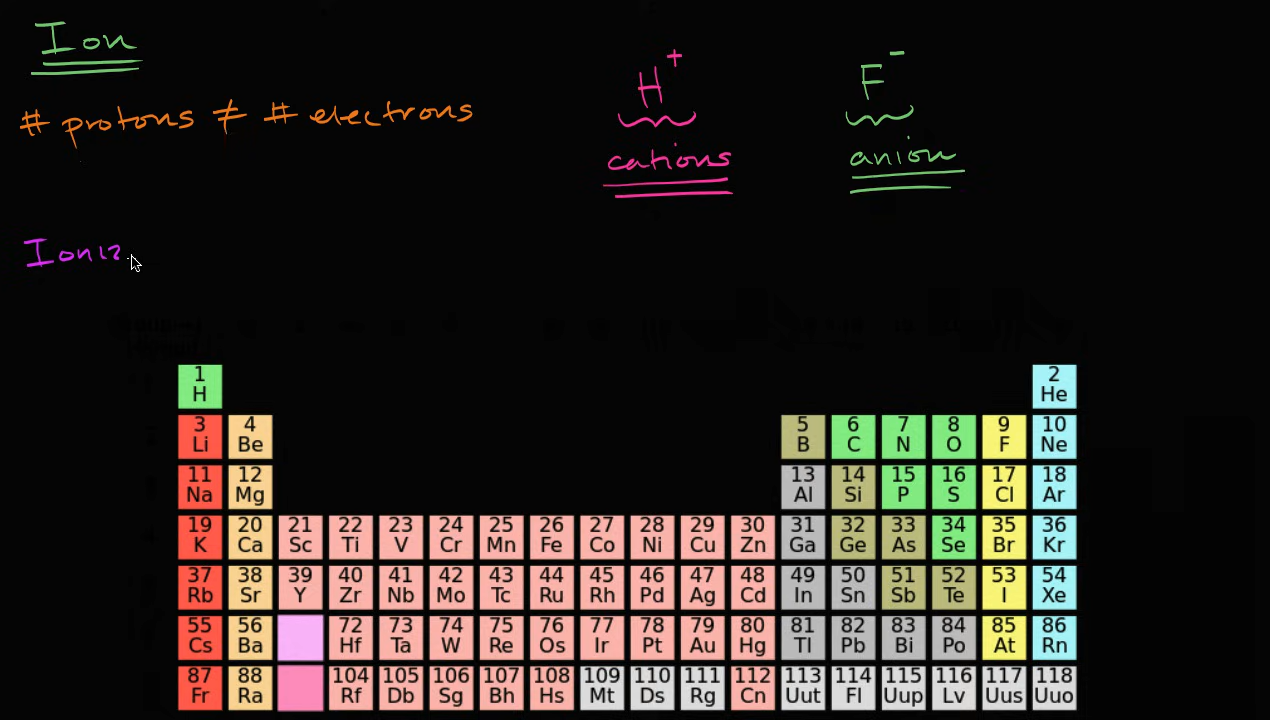 Ion
# protons ≠ # electrons
H⁺ F⁻
cations anion
Ioniz
1 2
H He
3 4 5 6 7 8 9 10
Li Be B C N O F Ne
11 12 13 14 15 16 17 18
Na Mg Al Si P S Cl Ar
19 20 21 22 23 24 25 26 27 28 29 30 31 32 33 34 35 36
K Ca Sc Ti V Cr Mn Fe Co Ni Cu Zn Ga Ge As Se Br Kr
37 38 39 40 41 42 43 44 45 46 47 48 49 50 51 52 53 54
Rb Sr Y Zr Nb Mo Tc Ru Rh Pd Ag Cd In Sn Sb Te I Xe
55 56 72 73 74 75 76 77 78 79 80 81 82 83 84 85 86
Cs Ba Hf Ta W Re Os Ir Pt Au Hg Tl Pb Bi Po At Rn
87 88 104 105 106 107 108 109 110 111 112 113 114 115 116 117 118
Fr Ra Rf Db Sg Bh Hs Mt Ds Rg Cn Uut Fl Uup Lv Uus Uuo